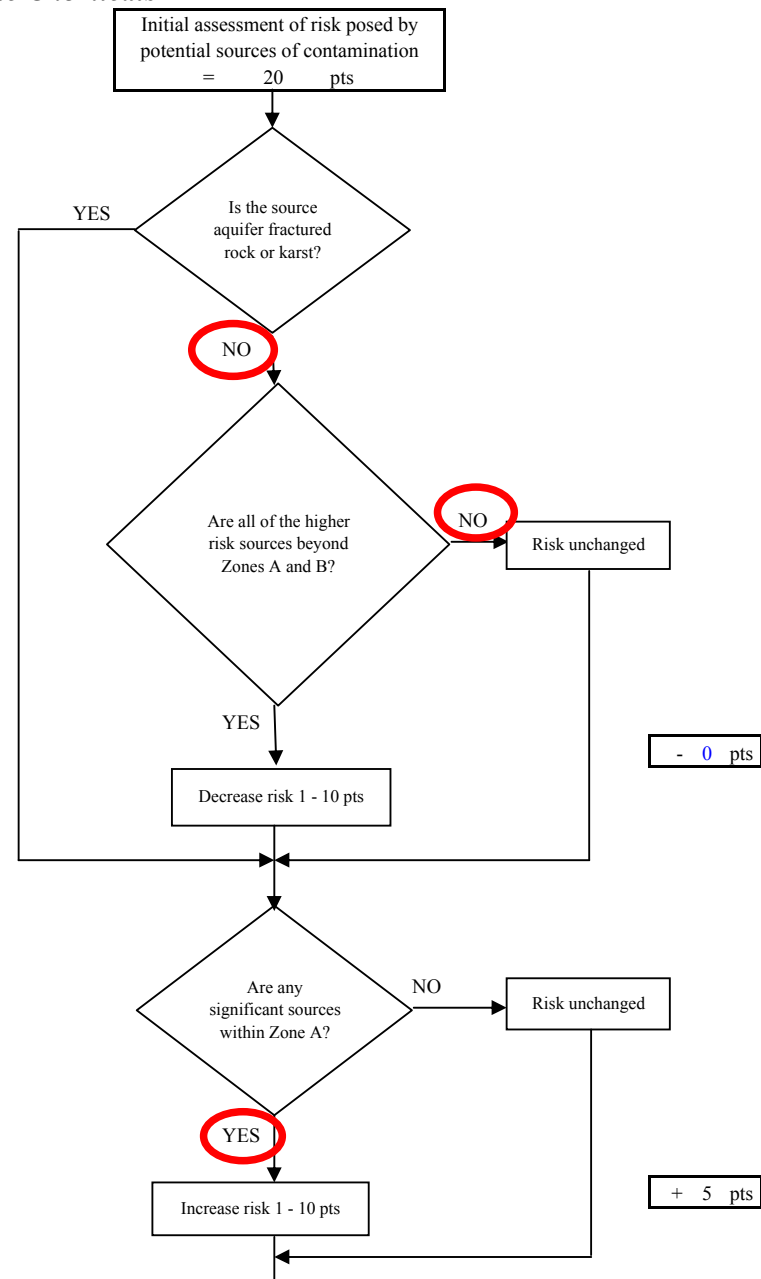 Initial assessment of risk posed by
potential sources of contamination
= 20 pts
YES
Is the source
aquifer fractured
rock or karst?
NO
Are all of the higher
risk sources beyond
Zones A and B?
NO
Risk unchanged
YES
- 0 pts
Decrease risk 1 - 10 pts
Are any
significant sources
within Zone A?
NO
Risk unchanged
YES
+ 5 pts
Increase risk 1 - 10 pts